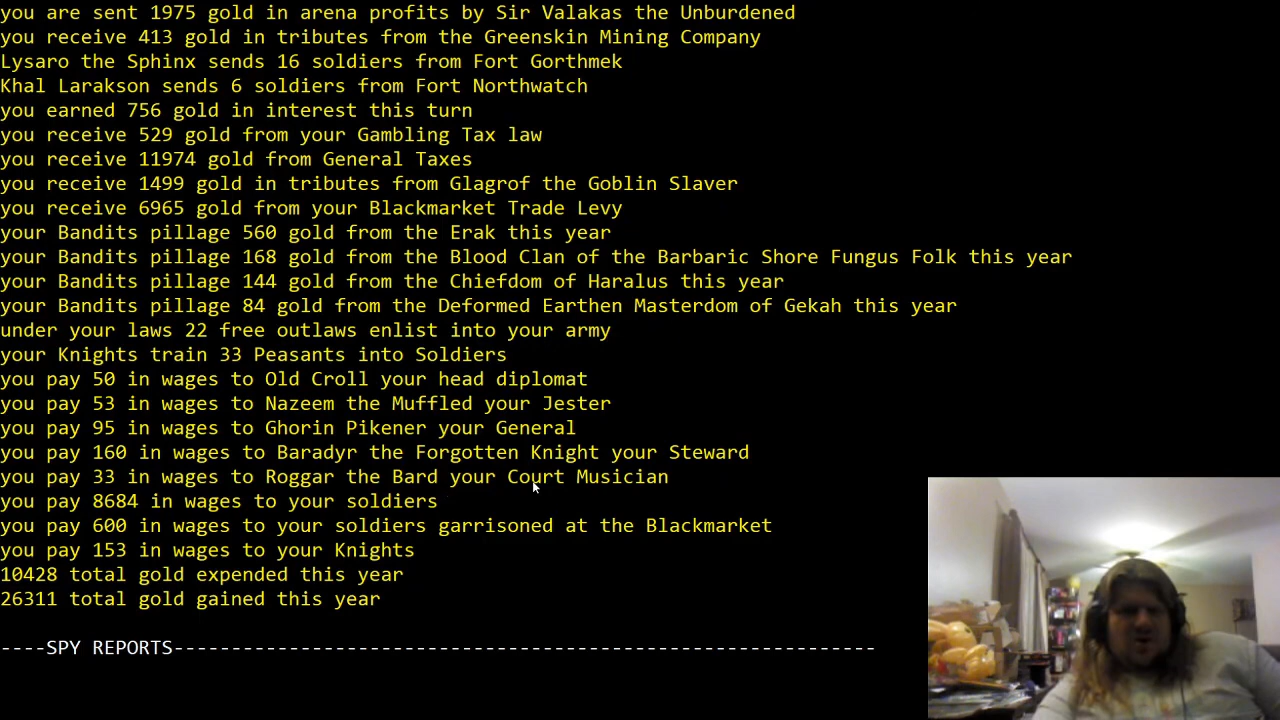 you are sent 1975 gold in arena profits by Sir Valakas the Unburdened
you receive 413 gold in tributes from the Greenskin Mining Company
Lysaro the Sphinx sends 16 soldiers from Fort Gorthmek
Khal Larakson sends 6 soldiers from Fort Northwatch
you earned 756 gold in interest this turn
you receive 529 gold from your Gambling Tax law
you receive 11974 gold from General Taxes
you receive 1499 gold in tributes from Glagrof the Goblin Slaver
you receive 6965 gold from your Blackmarket Trade Levy
your Bandits pillage 560 gold from the Erak this year
your Bandits pillage 168 gold from the Blood Clan of the Barbaric Shore Fungus Folk this year
your Bandits pillage 144 gold from the Chiefdom of Haralus this year
your Bandits pillage 84 gold from the Deformed Earthen Masterdom of Gekah this year
under your laws 22 free outlaws enlist into your army
your Knights train 33 Peasants into Soldiers
you pay 50 in wages to Old Croll your head diplomat
you pay 53 in wages to Nazeem the Muffled your Jester
you pay 95 in wages to Ghorin Pikener your General
you pay 160 in wages to Baradyr the Forgotten Knight your Steward
you pay 33 in wages to Roggar the Bard your Court Musician
you pay 8684 in wages to your soldiers
you pay 600 in wages to your soldiers garrisoned at the Blackmarket
you pay 153 in wages to your Knights
10428 total gold expended this year
26311 total gold gained this year
----SPY REPORTS-------------------------------------------------------------